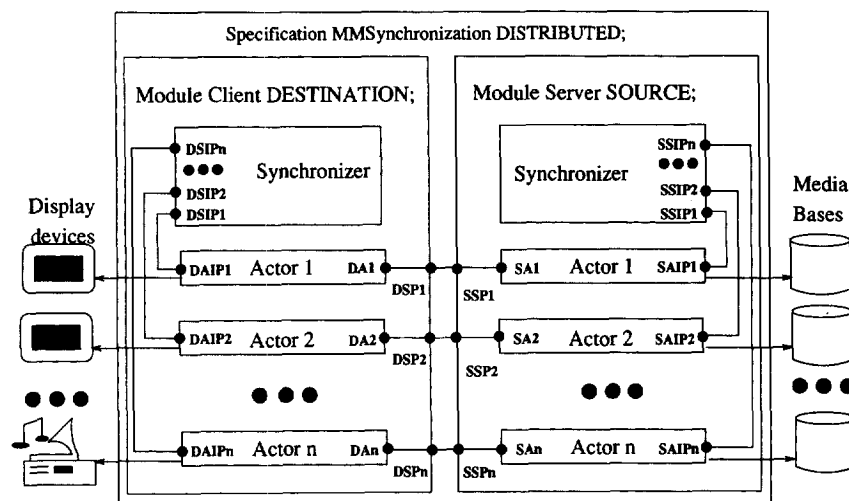 Specification MMSynchronization DISTRIBUTED;
Module Client DESTINATION;
Module Server SOURCE;
DSIPn
Synchronizer
DSIP2
DSIP1
SSIPn
Synchronizer
SSIP2
SSIP1
Display
devices
Media
Bases
DAIP1 Actor 1 DA1
DSP1
SSP1
SA1 Actor 1 SAIP1
DAIP2 Actor 2 DA2
DSP2
SSP2
SA2 Actor 2 SAIP2
DAIPn Actor n DAn
DSPn
SSPn
SAn Actor n SAIPn